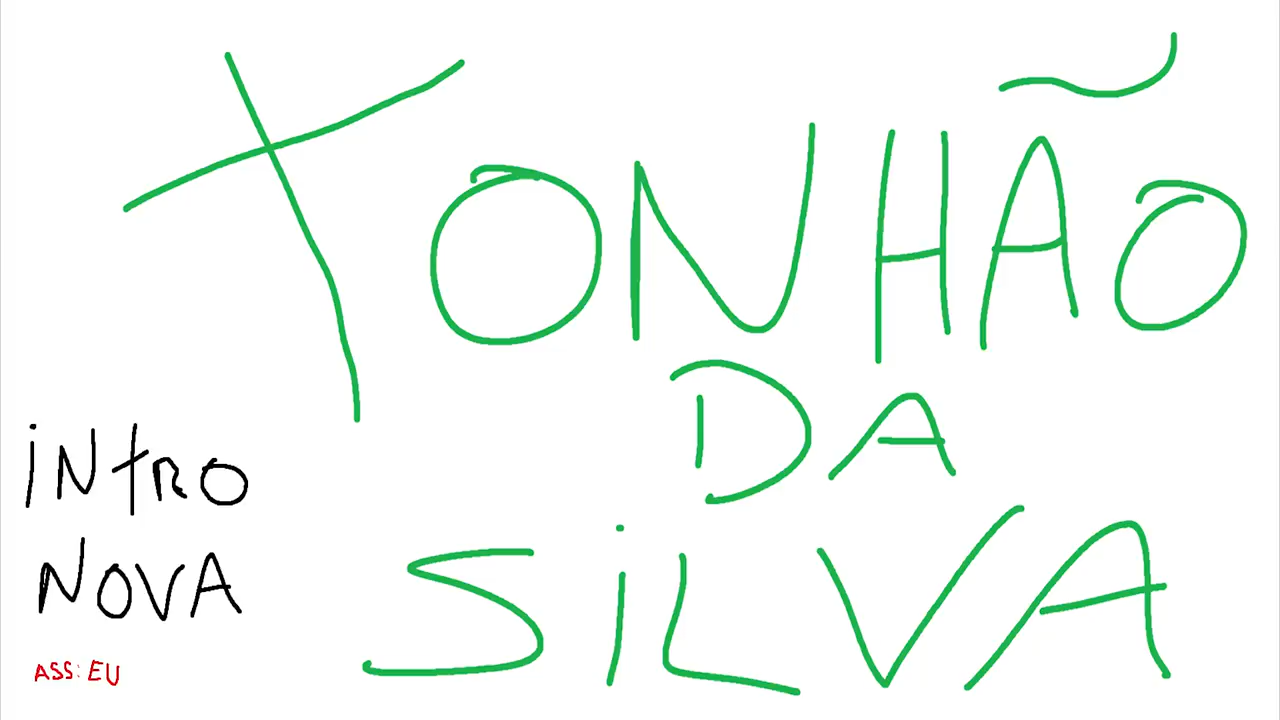 TONHÃO
DA
SiLVA
iNtRO
NOVA
ASS: EU